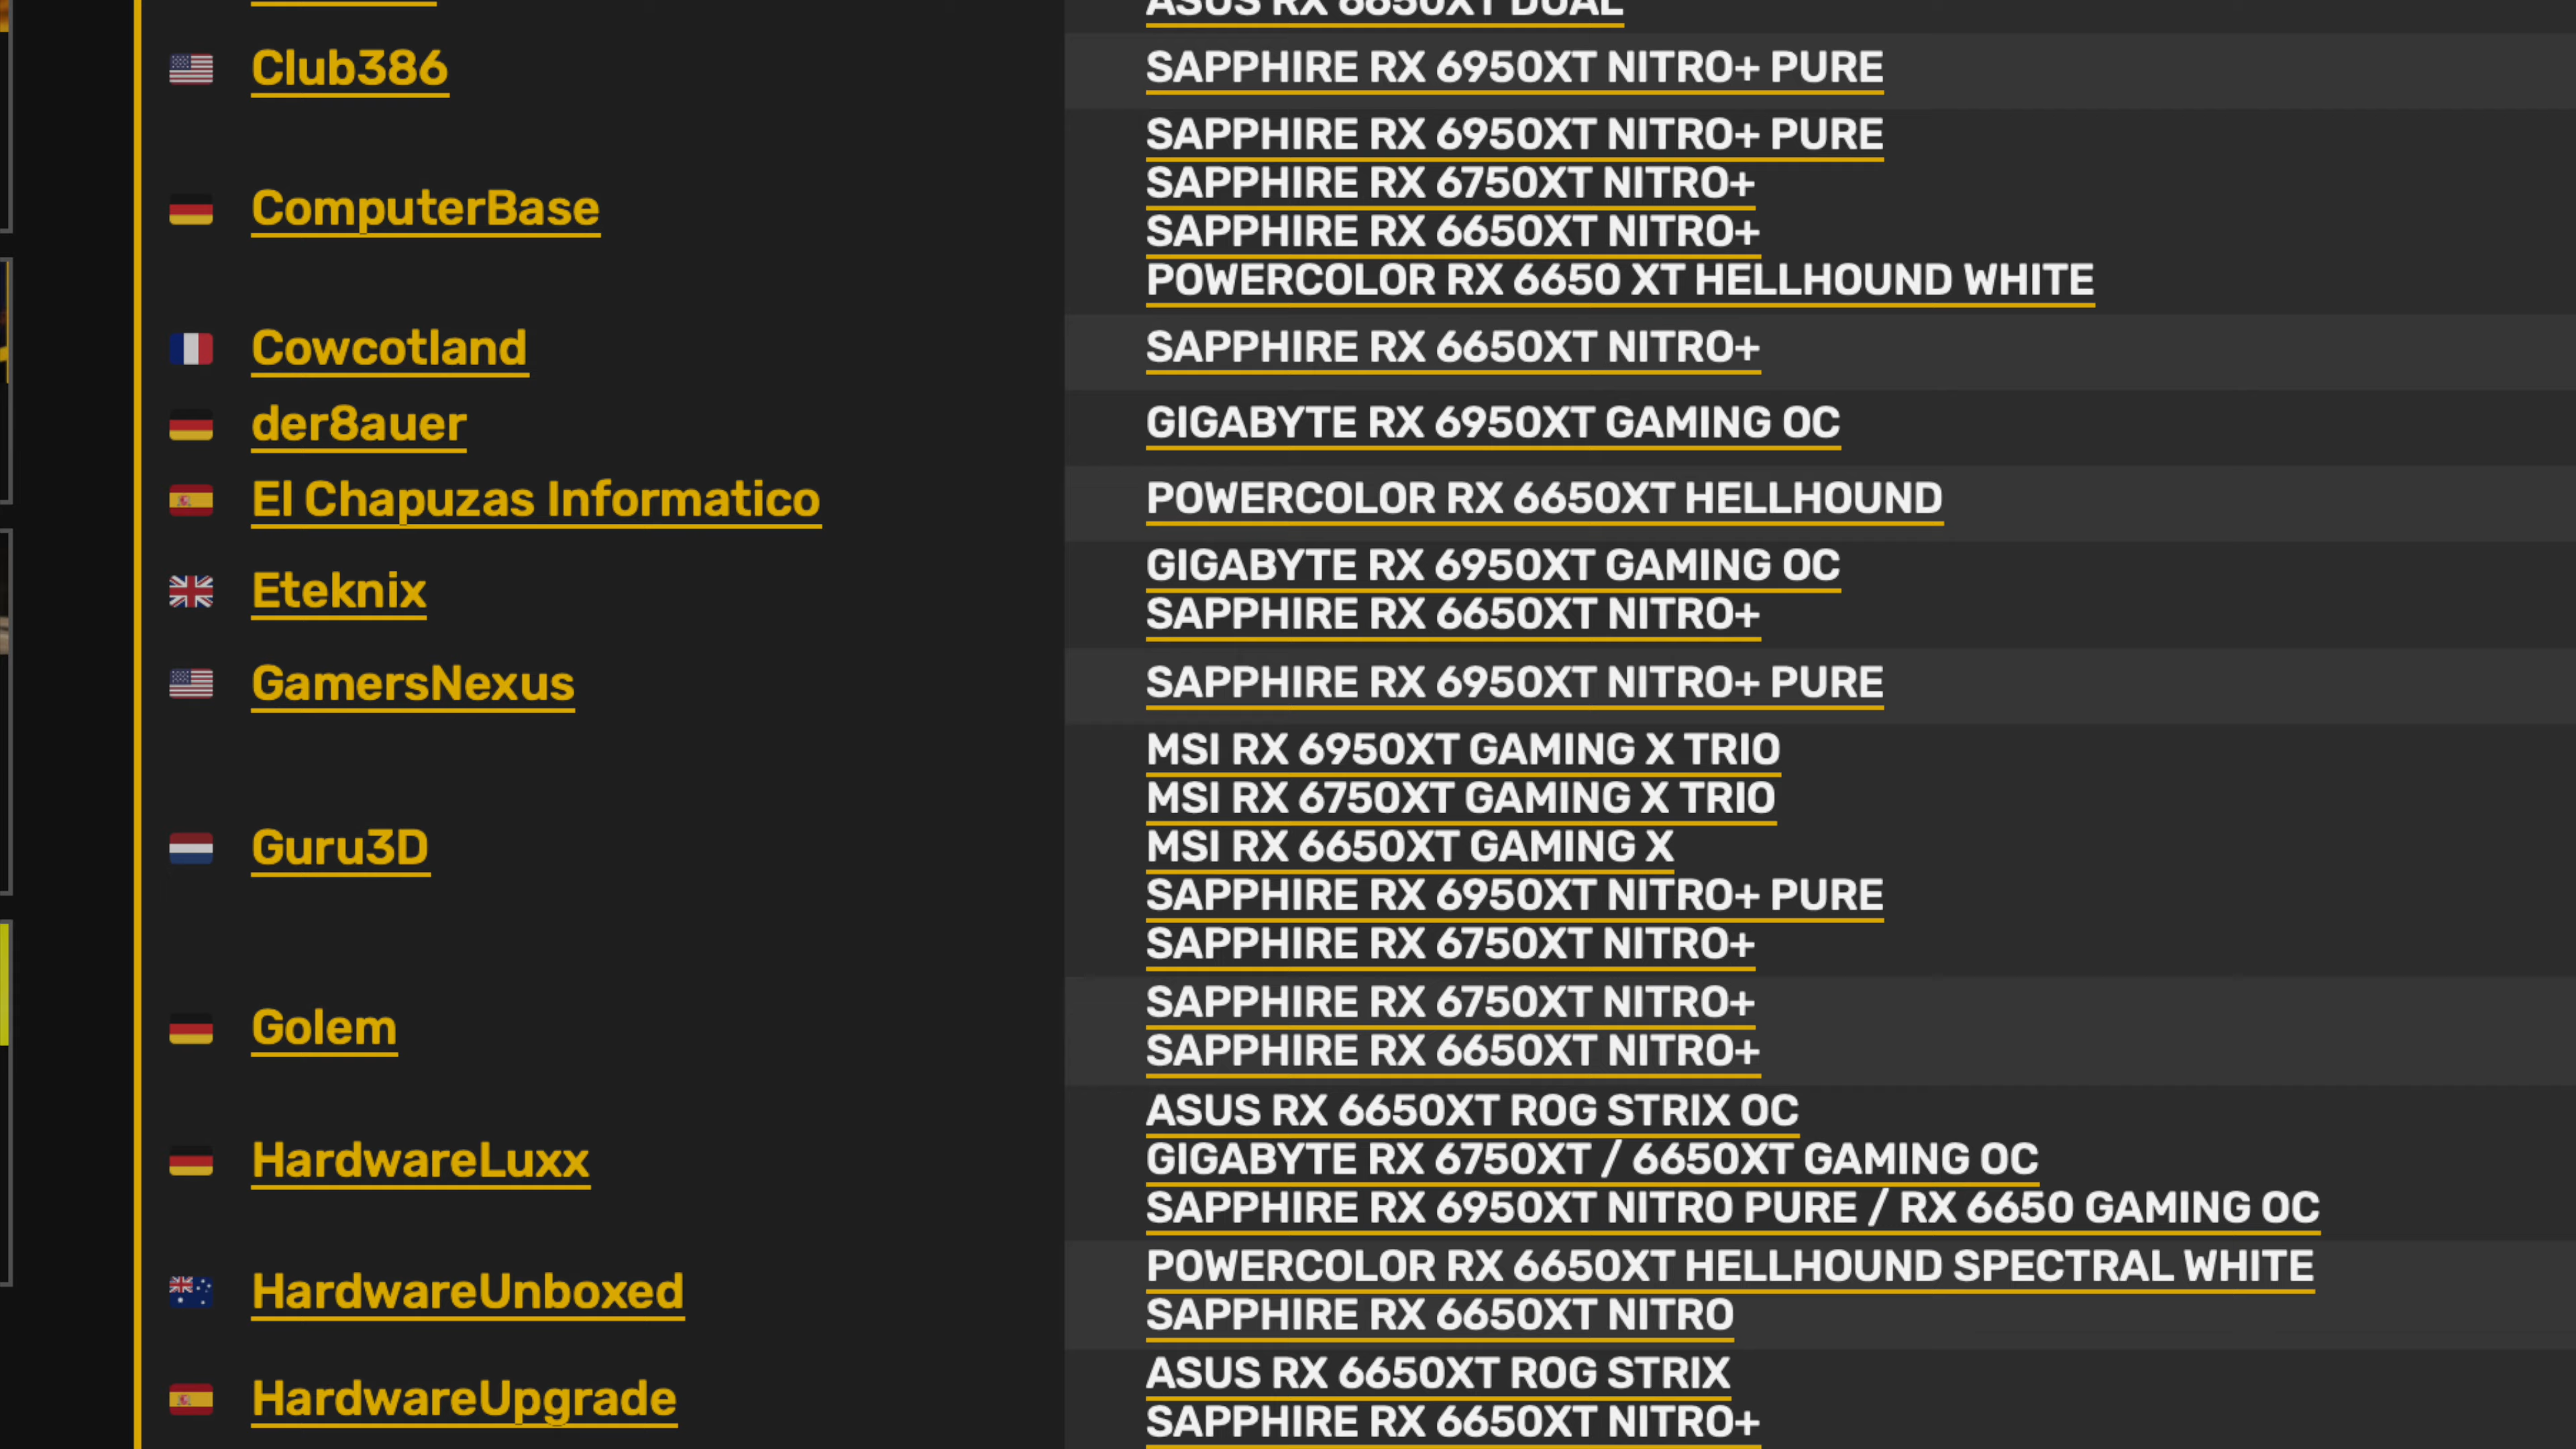 ASUS RX 6650XT DUAL
Club386
SAPPHIRE RX 6950XT NITRO+ PURE
ComputerBase
SAPPHIRE RX 6950XT NITRO+ PURE
SAPPHIRE RX 6750XT NITRO+
SAPPHIRE RX 6650XT NITRO+
POWERCOLOR RX 6650 XT HELLHOUND WHITE
Cowcotland
SAPPHIRE RX 6650XT NITRO+
der8auer
GIGABYTE RX 6950XT GAMING OC
El Chapuzas Informatico
POWERCOLOR RX 6650XT HELLHOUND
Eteknix
GIGABYTE RX 6950XT GAMING OC
SAPPHIRE RX 6650XT NITRO+
GamersNexus
SAPPHIRE RX 6950XT NITRO+ PURE
Guru3D
MSI RX 6950XT GAMING X TRIO
MSI RX 6750XT GAMING X TRIO
MSI RX 6650XT GAMING X
SAPPHIRE RX 6950XT NITRO+ PURE
SAPPHIRE RX 6750XT NITRO+
Golem
SAPPHIRE RX 6750XT NITRO+
SAPPHIRE RX 6650XT NITRO+
HardwareLuxx
ASUS RX 6650XT ROG STRIX OC
GIGABYTE RX 6750XT / 6650XT GAMING OC
SAPPHIRE RX 6950XT NITRO PURE / RX 6650 GAMING OC
HardwareUnboxed
POWERCOLOR RX 6650XT HELLHOUND SPECTRAL WHITE
SAPPHIRE RX 6650XT NITRO
HardwareUpgrade
ASUS RX 6650XT ROG STRIX
SAPPHIRE RX 6650XT NITRO+